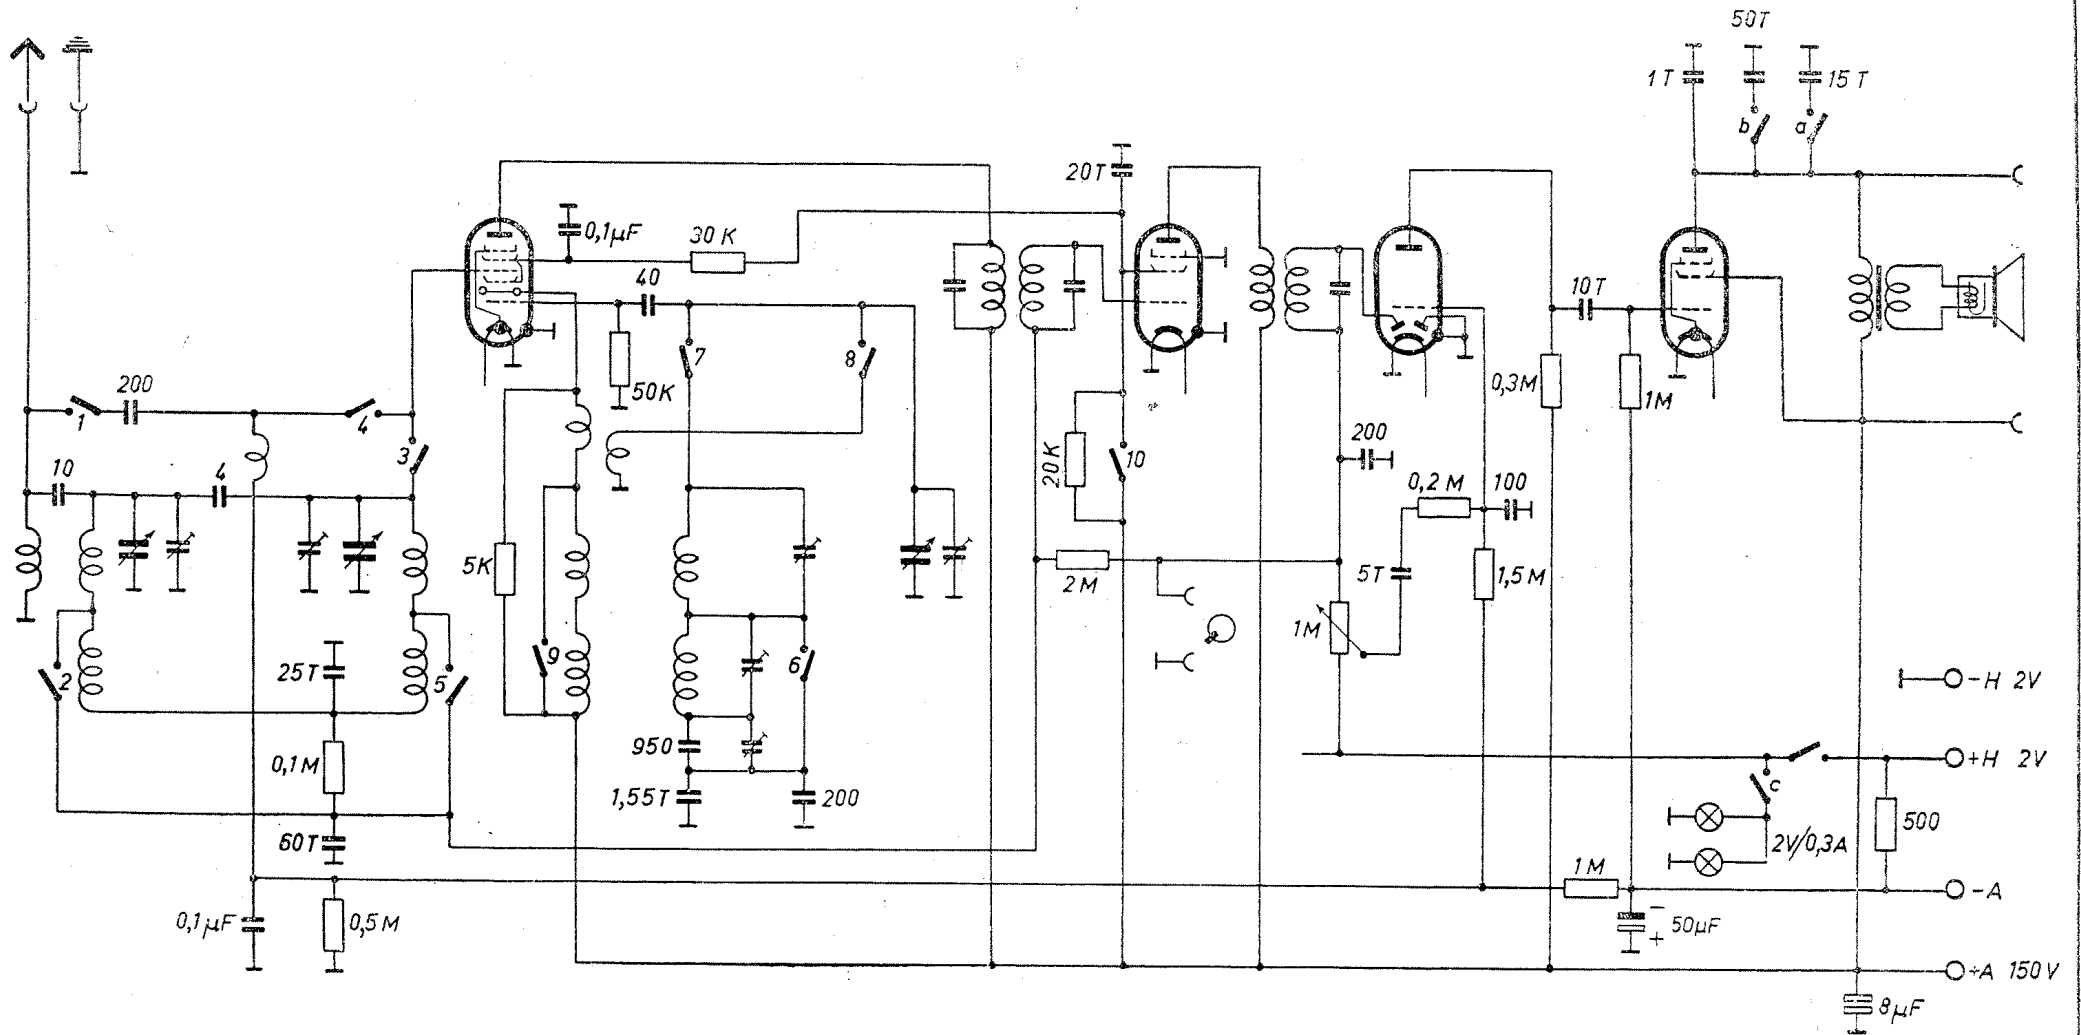 50T
1T
15T
b
a
20T
0,1µF
30K
40
10T
7
8
50K
0,3M
1M
200
1
4
3
10
4
20K
10
200
0,2M
100
5K
2M
5T
1,5M
1M
9
6
25T
2
5
-H 2V
950
0,1M
+H 2V
c
1,55T
200
60T
500
2V/0,3A
1M
-A
0,1µF
0,5M
-
+
50µF
+A 150V
8µF